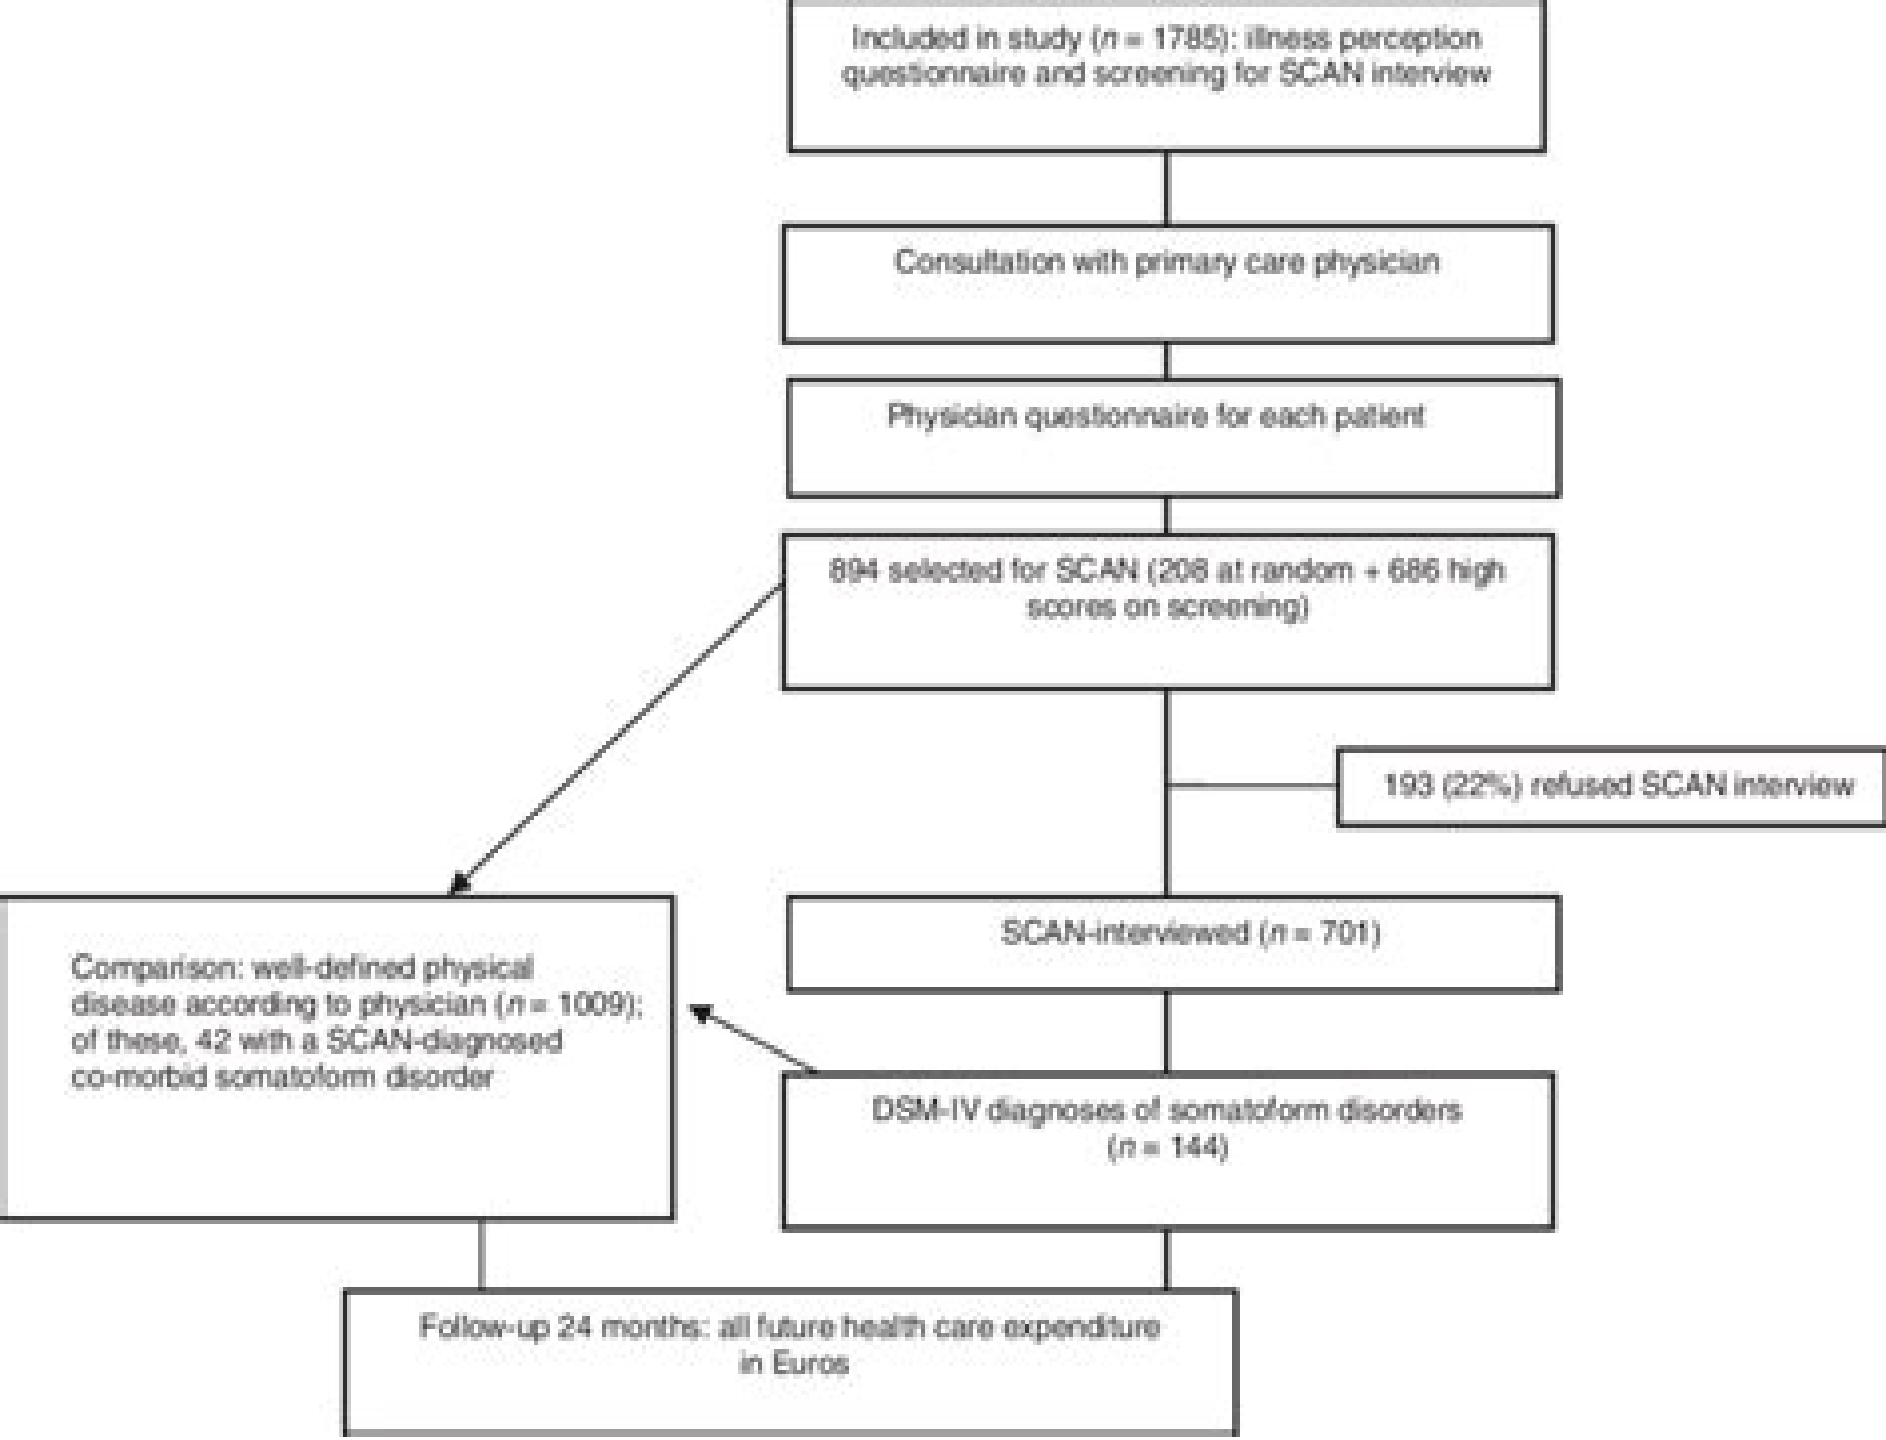 Included in study (n = 1785): illness perception
questionnaire and screening for SCAN interview
Consultation with primary care physician
Physician questionnaire for each patient
894 selected for SCAN (208 at random + 686 high
scores on screening)
193 (22%) refused SCAN interview
SCAN-interviewed (n = 701)
Comparison: well-defined physical
disease according to physician (n = 1009);
of these, 42 with a SCAN-diagnosed
co-morbid somatoform disorder
DSM-IV diagnoses of somatoform disorders
(n = 144)
Follow-up 24 months: all future health care expenditure
in Euros